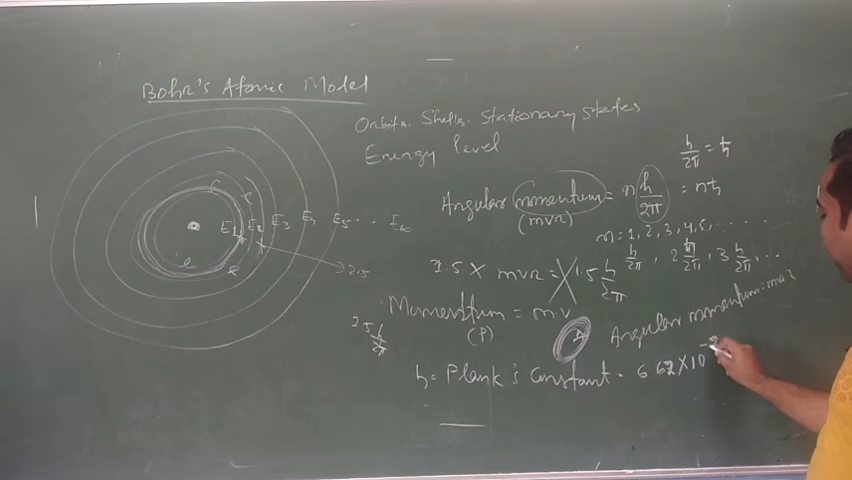 Bohr's Atomic Model
Orbits. Shells. Stationary states
Energy level
h/2π = ħ
Angular momentum = n h/2π = nħ
(mvr)
n = 1, 2, 3, 4, 5, . . . . .
h/2π, 2 h/2π, 3 h/2π, . . .
E1 E2 E3 E4 E5 . . . E∞
e
e
2.5
mvr = 1.5 h/2π
Momentum = m.v
(P)
Angular momentum = mvr
2.5 h/2π
h = Plank's Constant = 6.62 × 10